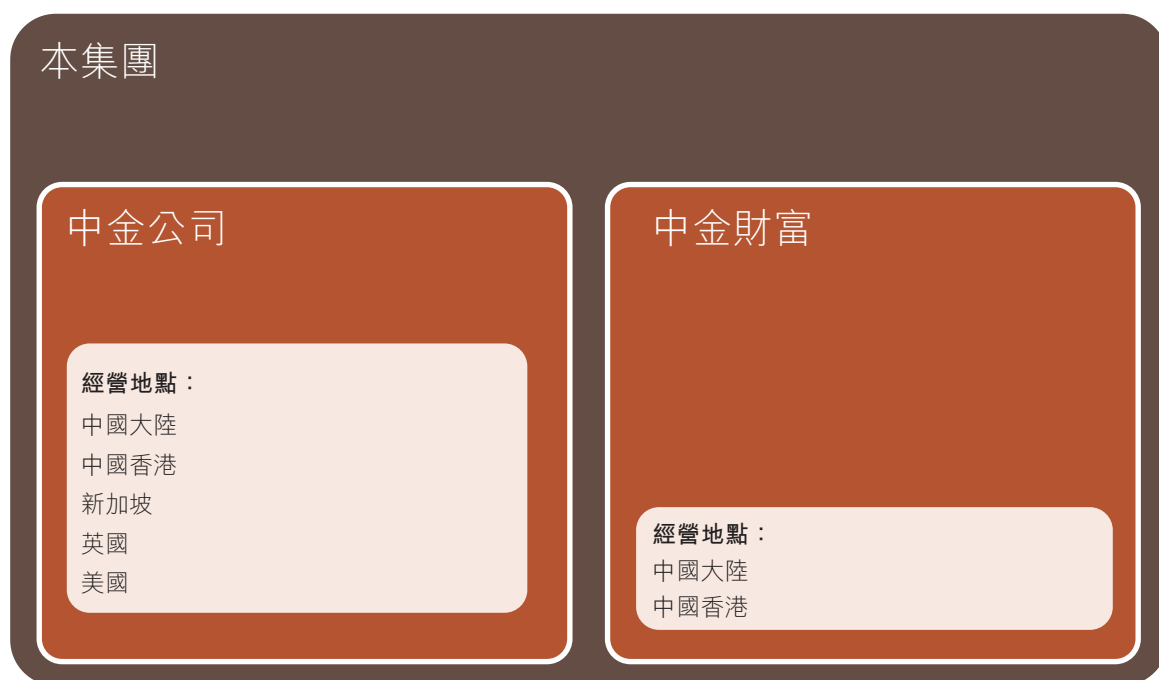 本集團
中金公司
經營地點：
中國大陸
中國香港
新加坡
英國
美國
中金財富
經營地點：
中國大陸
中國香港